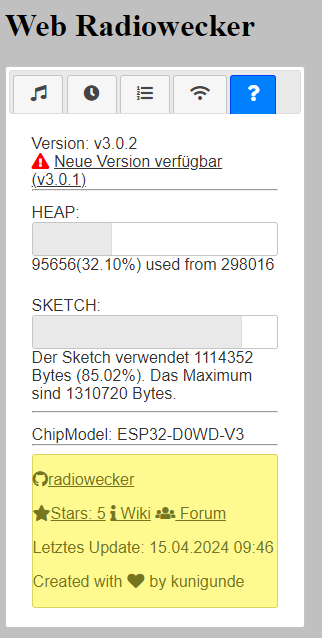 Web Radiowecker
?
Version: v3.0.2
Neue Version verfügbar
(v3.0.1)
HEAP:
95656(32.10%) used from 298016
SKETCH:
Der Sketch verwendet 1114352
Bytes (85.02%). Das Maximum
sind 1310720 Bytes.
ChipModel: ESP32-D0WD-V3
radiowecker
Stars: 5 Wiki Forum
Letztes Update: 15.04.2024 09:46
Created with ♥ by kunigunde